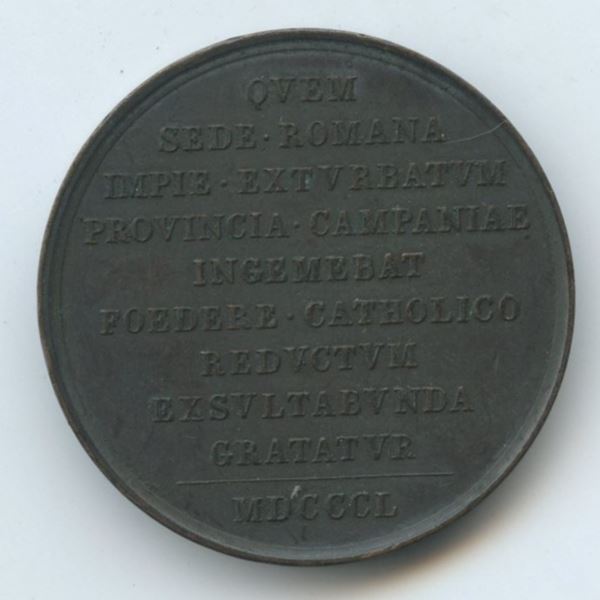 QVEM
SEDE · ROMANA
IMPIE · EXTVRBATVM
PROVINCIA · CAMPANIAE
INGEMEBAT
FOEDERE · CATHOLICO
REDVCTVM
EXSVLTABVNDA
GRATATVR
MDCCCL